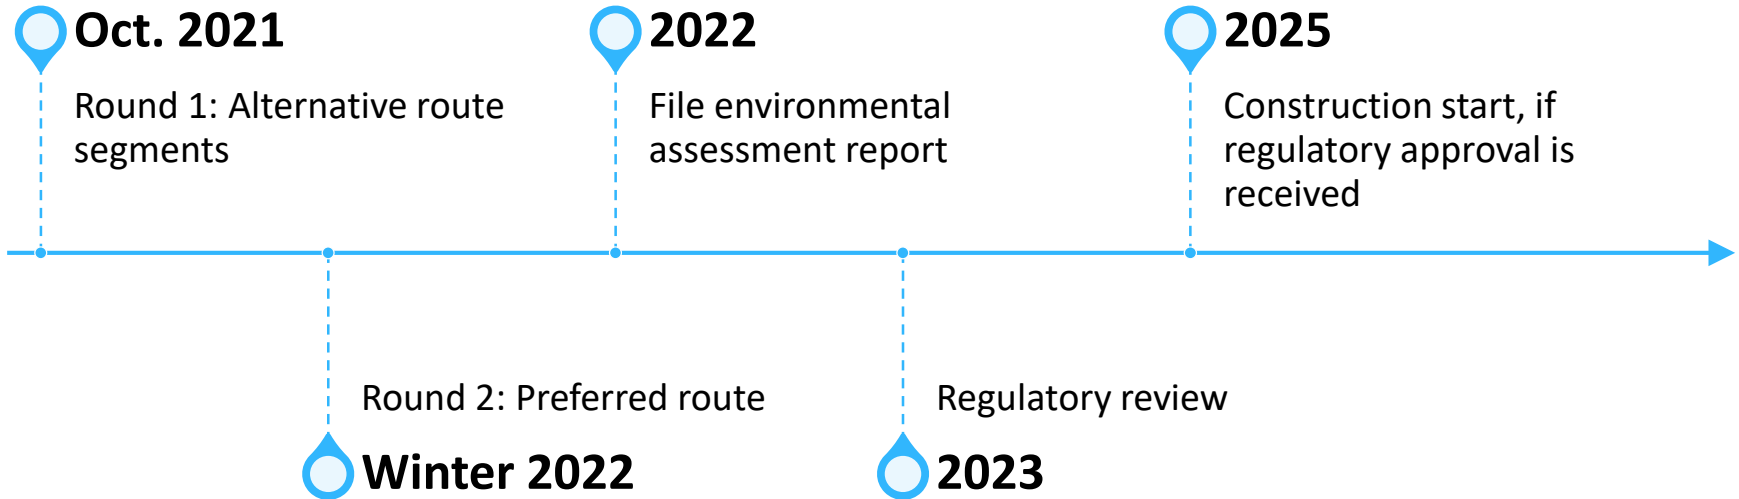 Oct. 2021
Round 1: Alternative route
segments
Round 2: Preferred route
Winter 2022
2022
File environmental
assessment report
Regulatory review
2023
2025
Construction start, if
regulatory approval is
received